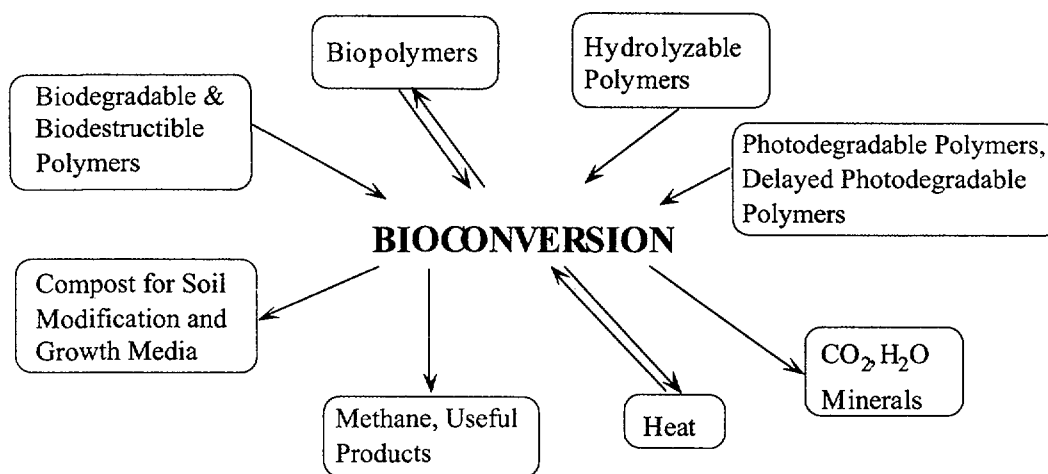 Biopolymers
Hydrolyzable
Polymers
Biodegradable &
Biodestructible
Polymers
Photodegradable Polymers,
Delayed Photodegradable
Polymers
BIOCONVERSION
Compost for Soil
Modification and
Growth Media
Methane, Useful
Products
Heat
CO₂,H₂O
Minerals